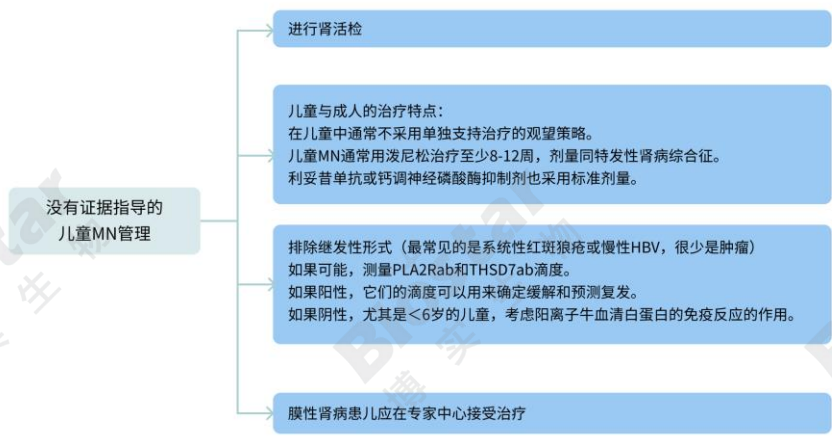 进行肾活检
儿童与成人的治疗特点：
在儿童中通常不采用单独支持治疗的观望策略。
儿童MN通常用泼尼松治疗至少8-12周，剂量同特发性肾病综合征。
利妥昔单抗或钙调神经磷酸酶抑制剂也采用标准剂量。
没有证据指导的
儿童MN管理
排除继发性形式（最常见的是系统性红斑狼疮或慢性HBV，很少是肿瘤）
如果可能，测量PLA2Rab和THSD7ab滴度。
如果阳性，它们的滴度可以用来确定缓解和预测复发。
如果阴性，尤其是＜6岁的儿童，考虑阳离子牛血清白蛋白的免疫反应的作用。
膜性肾病患儿应在专家中心接受治疗